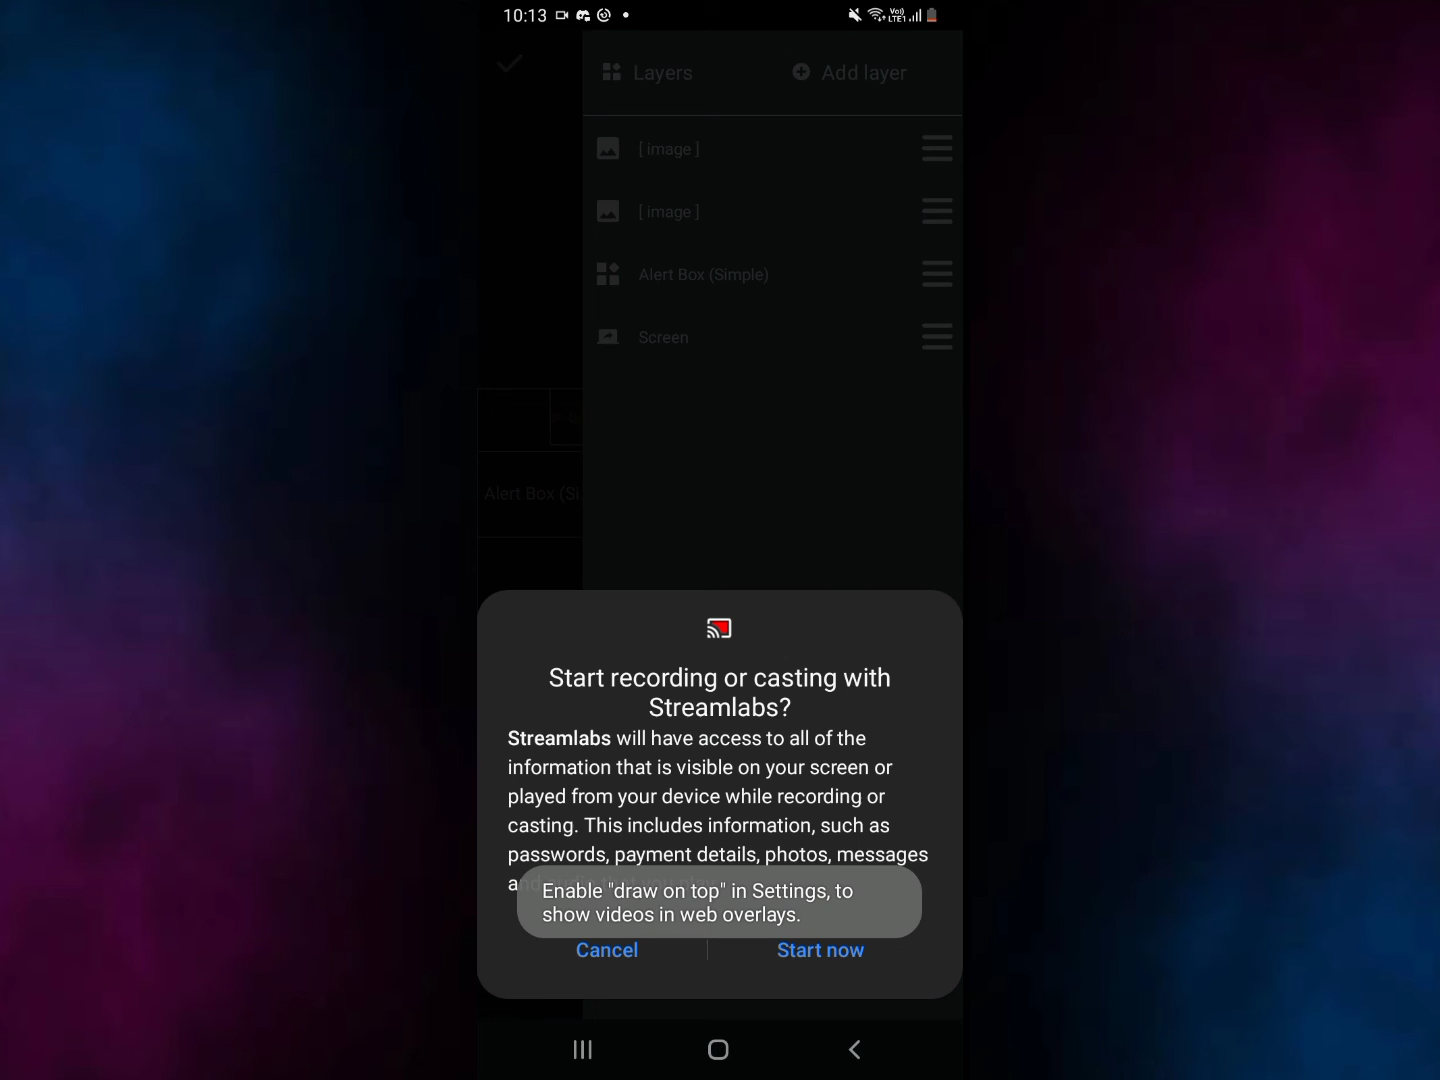 10:13
Vo)
LTE1
Layers
Add layer
[ image ]
[ image ]
Alert Box (Simple)
Screen
Alert Box (Si
Start recording or casting with
Streamlabs?
Streamlabs will have access to all of the
information that is visible on your screen or
played from your device while recording or
casting. This includes information, such as
passwords, payment details, photos, messages
Enable "draw on top" in Settings, to
show videos in web overlays.
Cancel
Start now